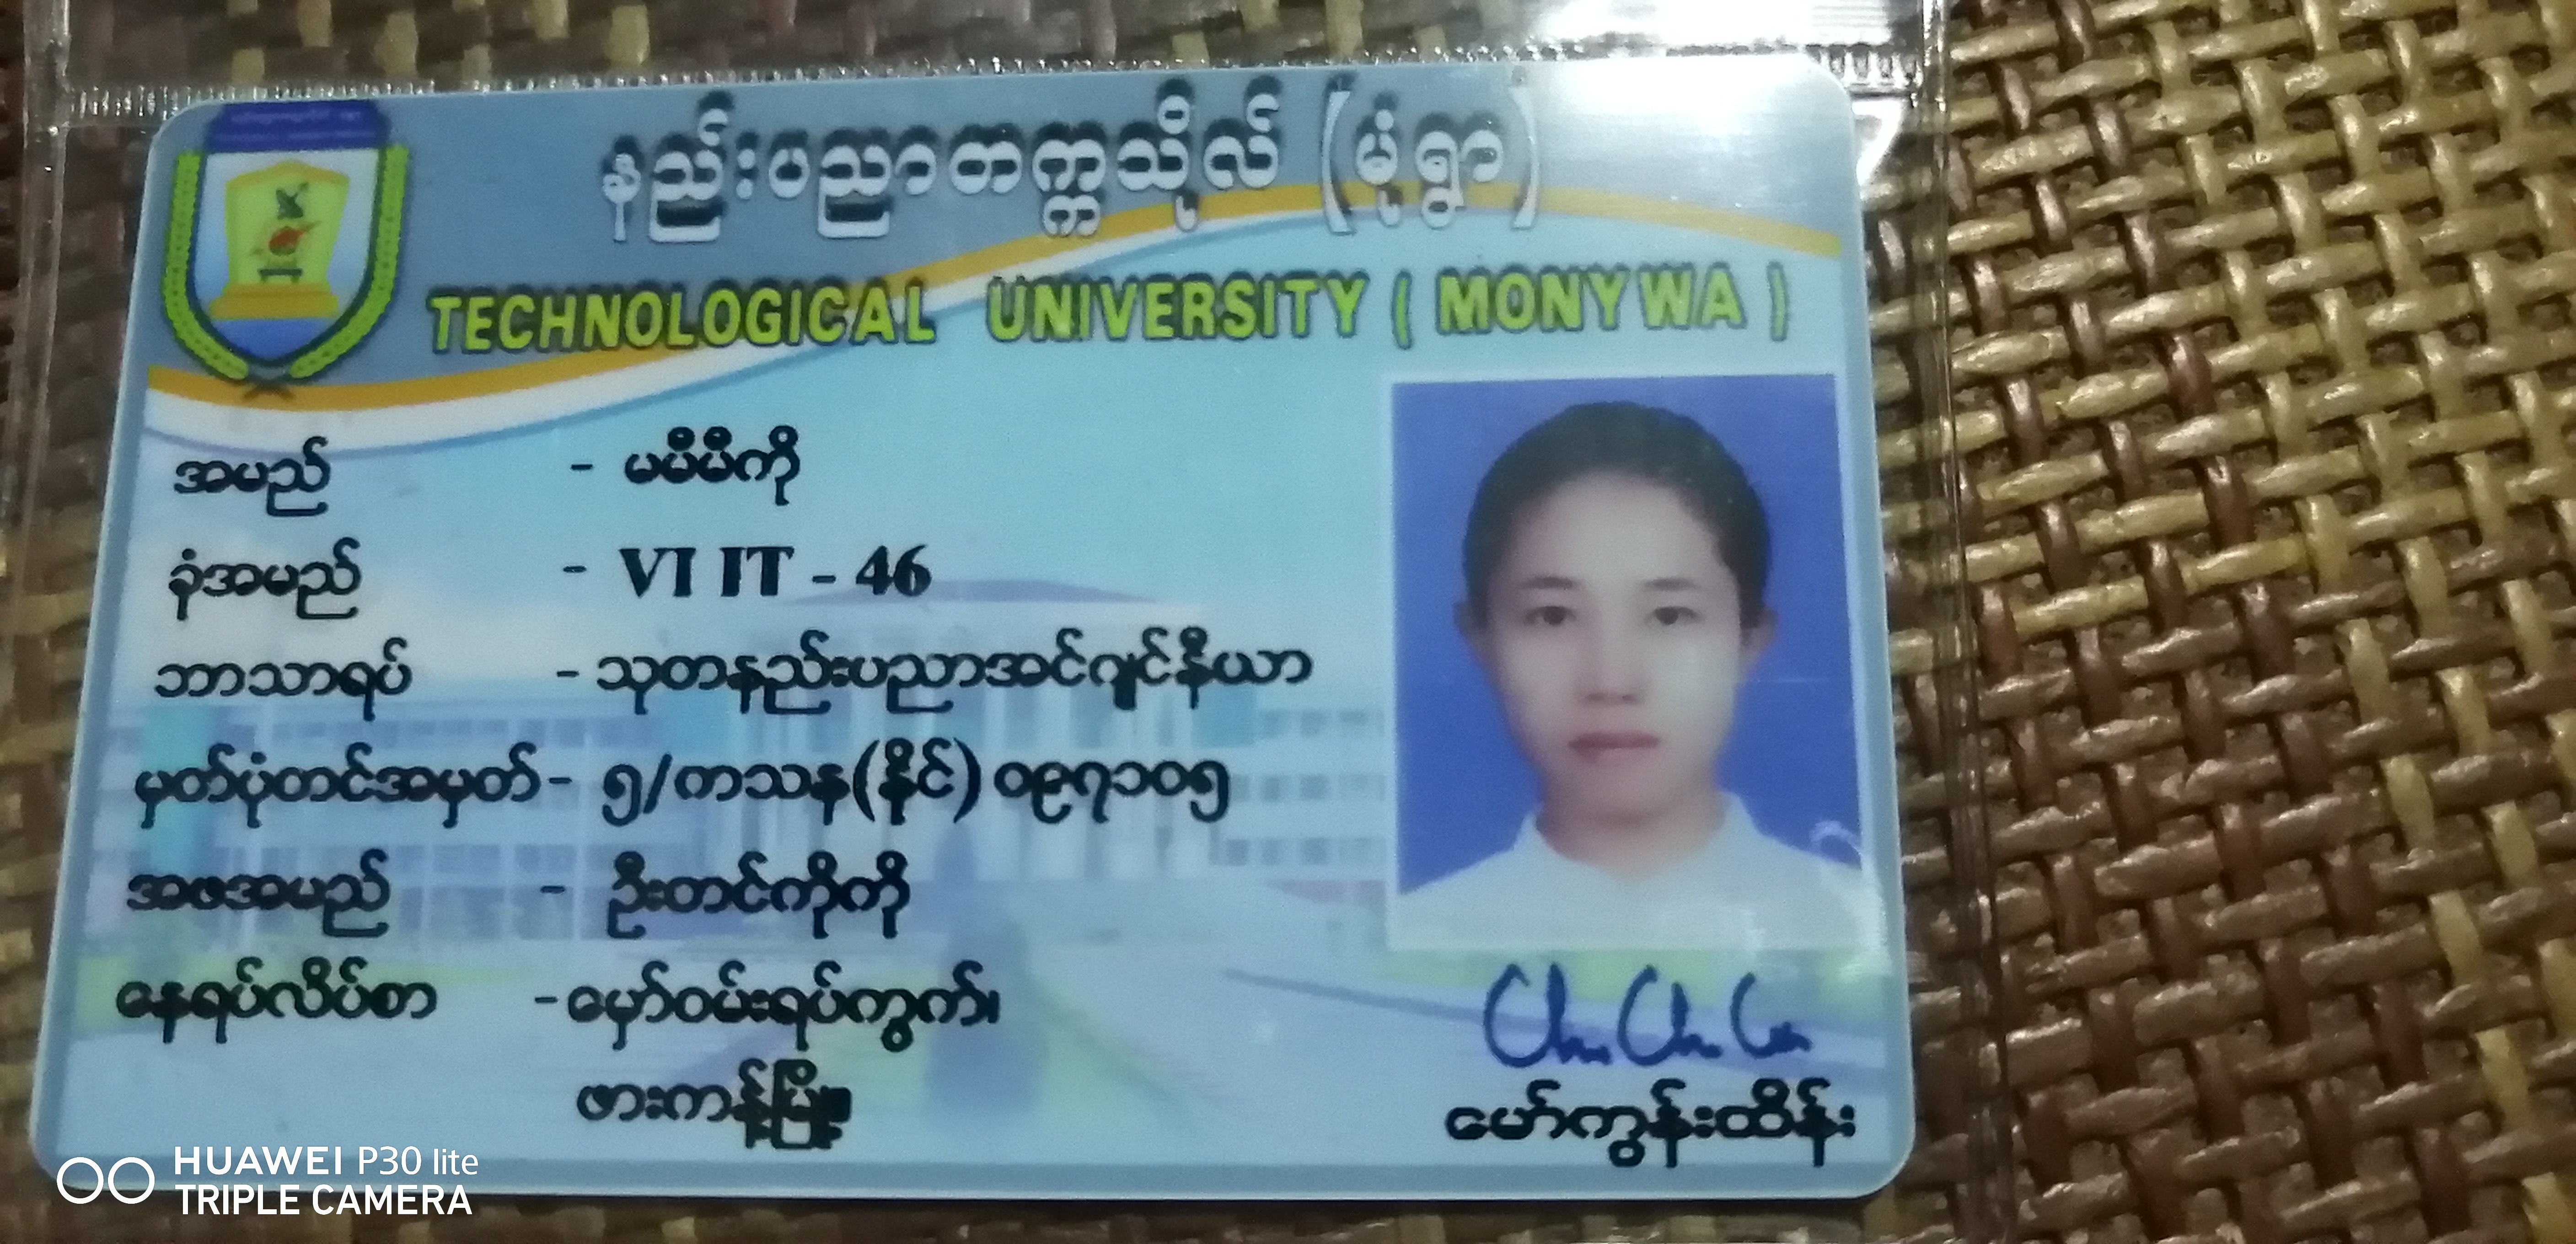 နည်းပညာတက္ကသိုလ် (မုံရွာ)
TECHNOLOGICAL UNIVERSITY ( MONYWA )
အမည် - မမီမီကို
ခုံအမည် - VI IT - 46
ဘာသာရပ် - သုတနည်းပညာအင်ဂျင်နီယာ
မှတ်ပုံတင်အမှတ် - ၅/ကသန(နိုင်) ၀၉၇၁၀၅
အဖအမည် - ဦးတင်ကိုကို
နေရပ်လိပ်စာ - မှော်ဝမ်းရပ်ကွက်၊
ဖားကန့်မြို့။
မော်ကွန်းထိန်း
HUAWEI P30 lite
TRIPLE CAMERA